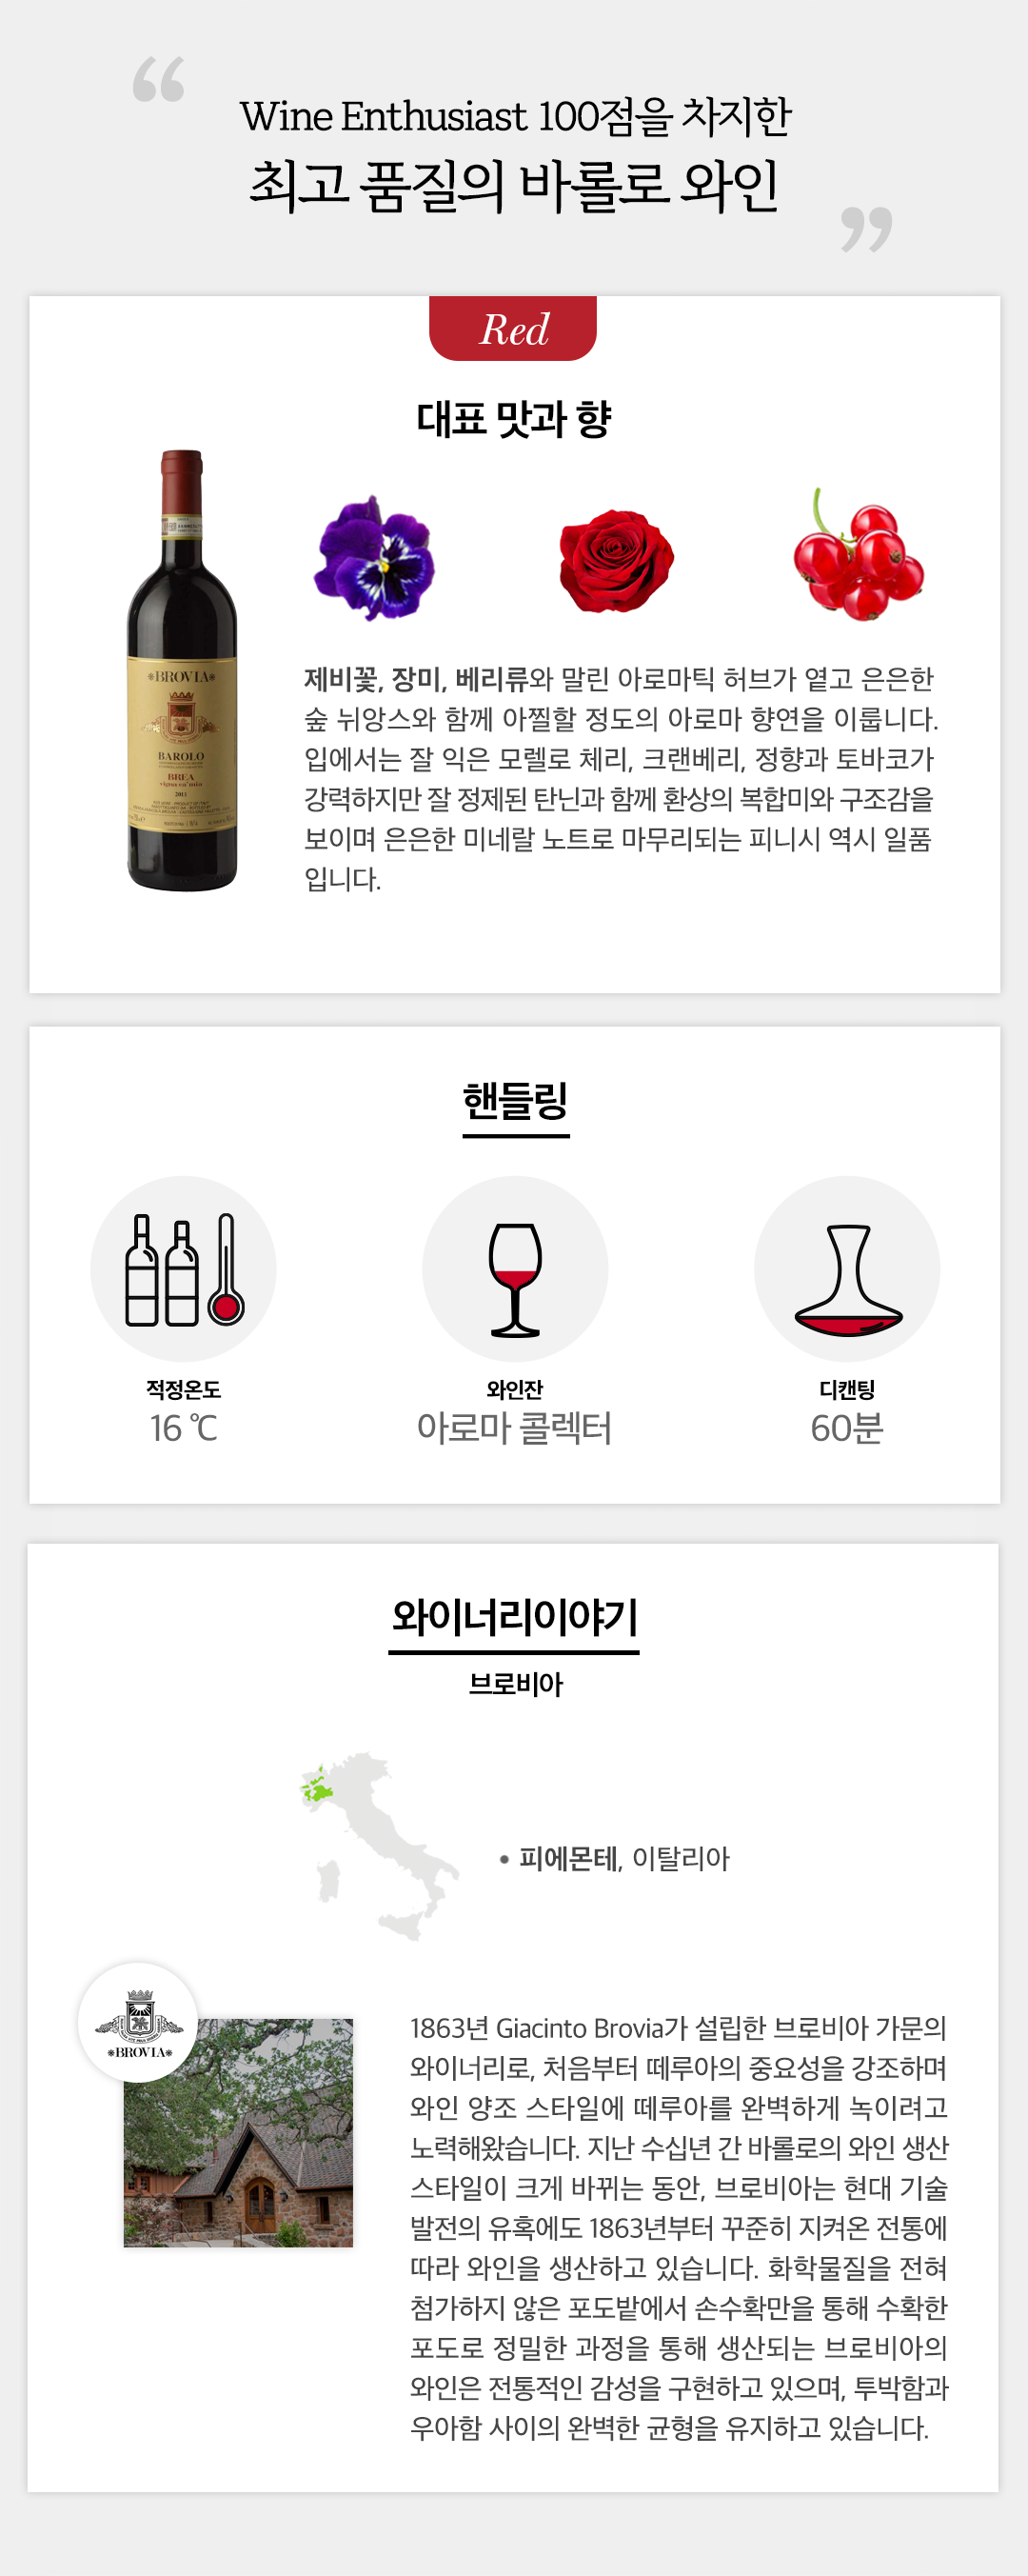 “
Wine Enthusiast 100점을 차지한
최고 품질의 바롤로 와인
”
Red
대표 맛과 향
*BROVIA*
BAROLO
BREA
vigna ca'mia
2011
제비꽃, 장미, 베리류와 말린 아로마틱 허브가 옅고 은은한
숲 뉘앙스와 함께 아찔할 정도의 아로마 향연을 이룹니다.
입에서는 잘 익은 모렐로 체리, 크랜베리, 정향과 토바코가
강력하지만 잘 정제된 탄닌과 함께 환상의 복합미와 구조감을
보이며 은은한 미네랄 노트로 마무리되는 피니시 역시 일품
입니다.
핸들링
적정온도
16 ℃
와인잔
아로마 콜렉터
디캔팅
60분
와이너리이야기
브로비아
• 피에몬테, 이탈리아
*BROVIA*
1863년 Giacinto Brovia가 설립한 브로비아 가문의
와이너리로, 처음부터 떼루아의 중요성을 강조하며
와인 양조 스타일에 떼루아를 완벽하게 녹이려고
노력해왔습니다. 지난 수십년 간 바롤로의 와인 생산
스타일이 크게 바뀌는 동안, 브로비아는 현대 기술
발전의 유혹에도 1863년부터 꾸준히 지켜온 전통에
따라 와인을 생산하고 있습니다. 화학물질을 전혀
첨가하지 않은 포도밭에서 손수확만을 통해 수확한
포도로 정밀한 과정을 통해 생산되는 브로비아의
와인은 전통적인 감성을 구현하고 있으며, 투박함과
우아함 사이의 완벽한 균형을 유지하고 있습니다.